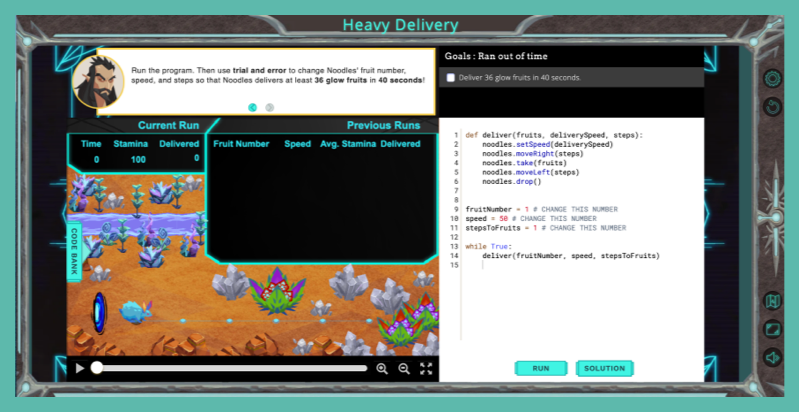 Heavy Delivery
Run the program. Then use trial and error to change Noodles' fruit number,
speed, and steps so that Noodles delivers at least 36 glow fruits in 40 seconds!
Goals : Ran out of time
Deliver 36 glow fruits in 40 seconds.
Current Run
Previous Runs
Time Stamina Delivered
0 100 0
Fruit Number Speed Avg. Stamina Delivered
CODE BANK
1 def deliver(fruits, deliverySpeed, steps):
2 noodles.setSpeed(deliverySpeed)
3 noodles.moveRight(steps)
4 noodles.take(fruits)
5 noodles.moveLeft(steps)
6 noodles.drop()
7
8
9 fruitNumber = 1 # CHANGE THIS NUMBER
10 speed = 50 # CHANGE THIS NUMBER
11 stepsToFruits = 1 # CHANGE THIS NUMBER
12
13 while True:
14 deliver(fruitNumber, speed, stepsToFruits)
15
RUN
SOLUTION